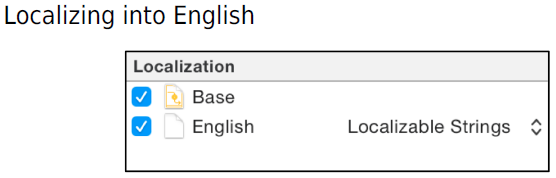 Localizing into English
Localization
Base
English Localizable Strings